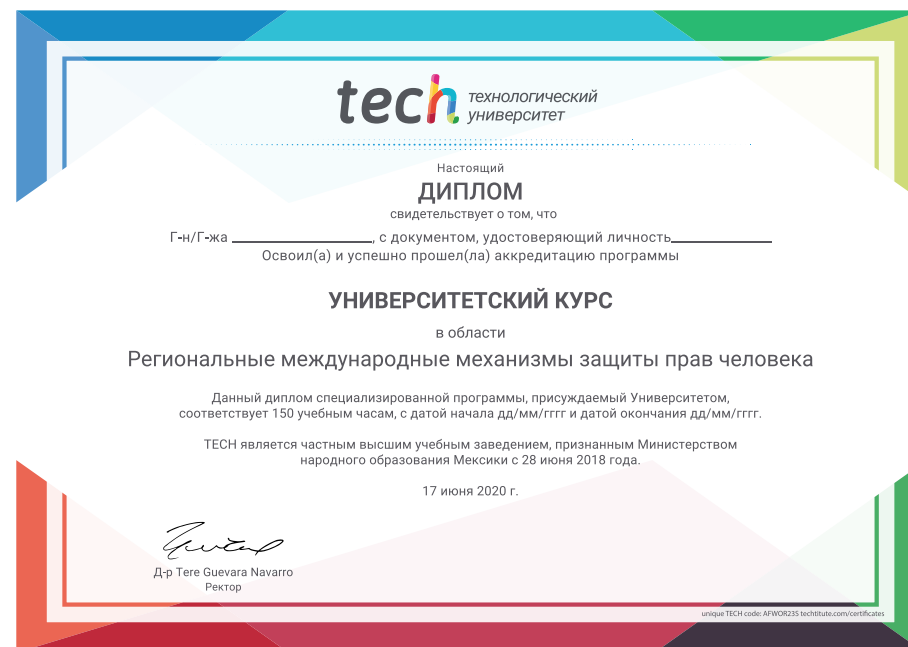 tech технологический
университет
Настоящий
ДИПЛОМ
свидетельствует о том, что
Г-н/Г-жа ____________________, с документом, удостоверяющий личность______________
Освоил(а) и успешно прошел(ла) аккредитацию программы
УНИВЕРСИТЕТСКИЙ КУРС
в области
Региональные международные механизмы защиты прав человека
Данный диплом специализированной программы, присуждаемый Университетом,
соответствует 150 учебным часам, с датой начала дд/мм/гггг и датой окончания дд/мм/гггг.
TECH является частным высшим учебным заведением, признанным Министерством
народного образования Мексики с 28 июня 2018 года.
17 июня 2020 г.
Д-р Tere Guevara Navarro
Ректор
unique TECH code: AFWOR23S techtitute.com/certificates